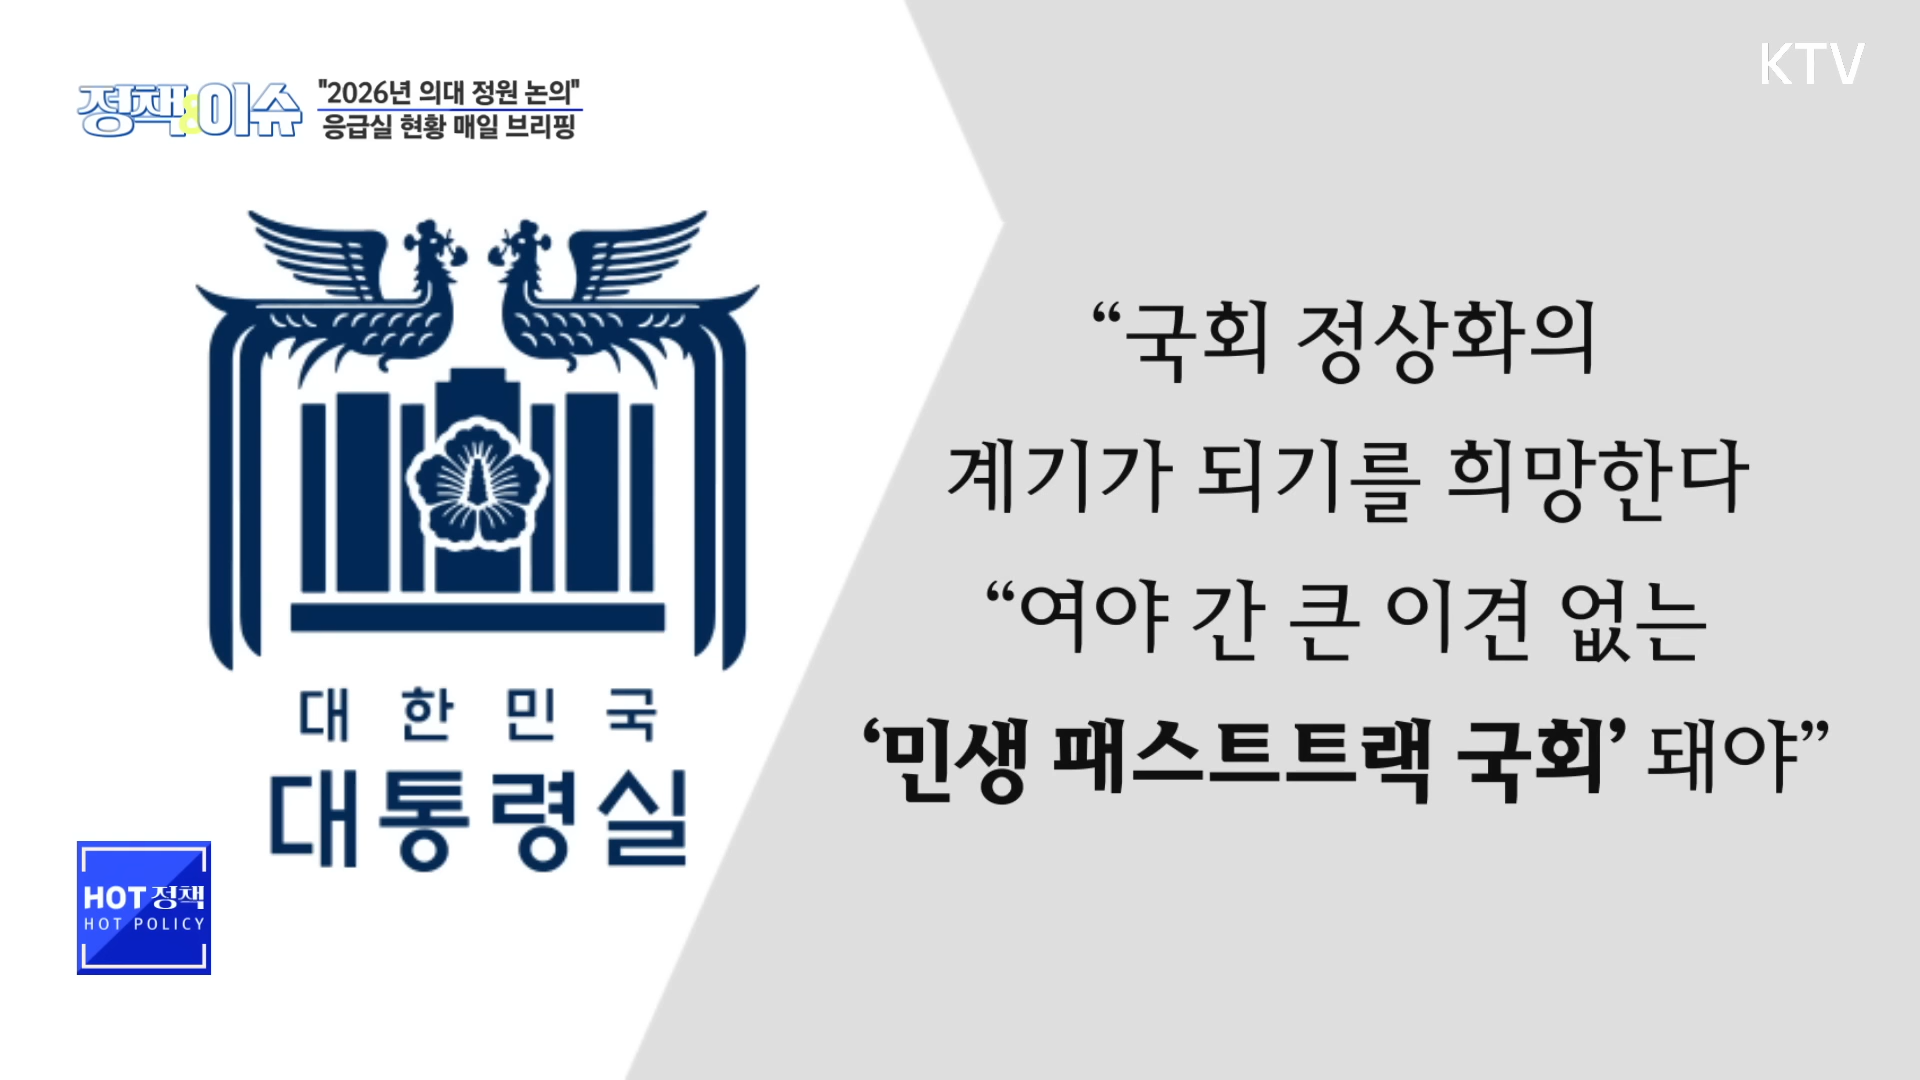 정책&이슈
"2026년 의대 정원 논의"
응급실 현황 매일 브리핑
KTV
“국회 정상화의
계기가 되기를 희망한다
“여야 간 큰 이견 없는
‘민생 패스트트랙 국회’ 돼야”
대한민국
대통령실
HOT정책
HOT POLICY